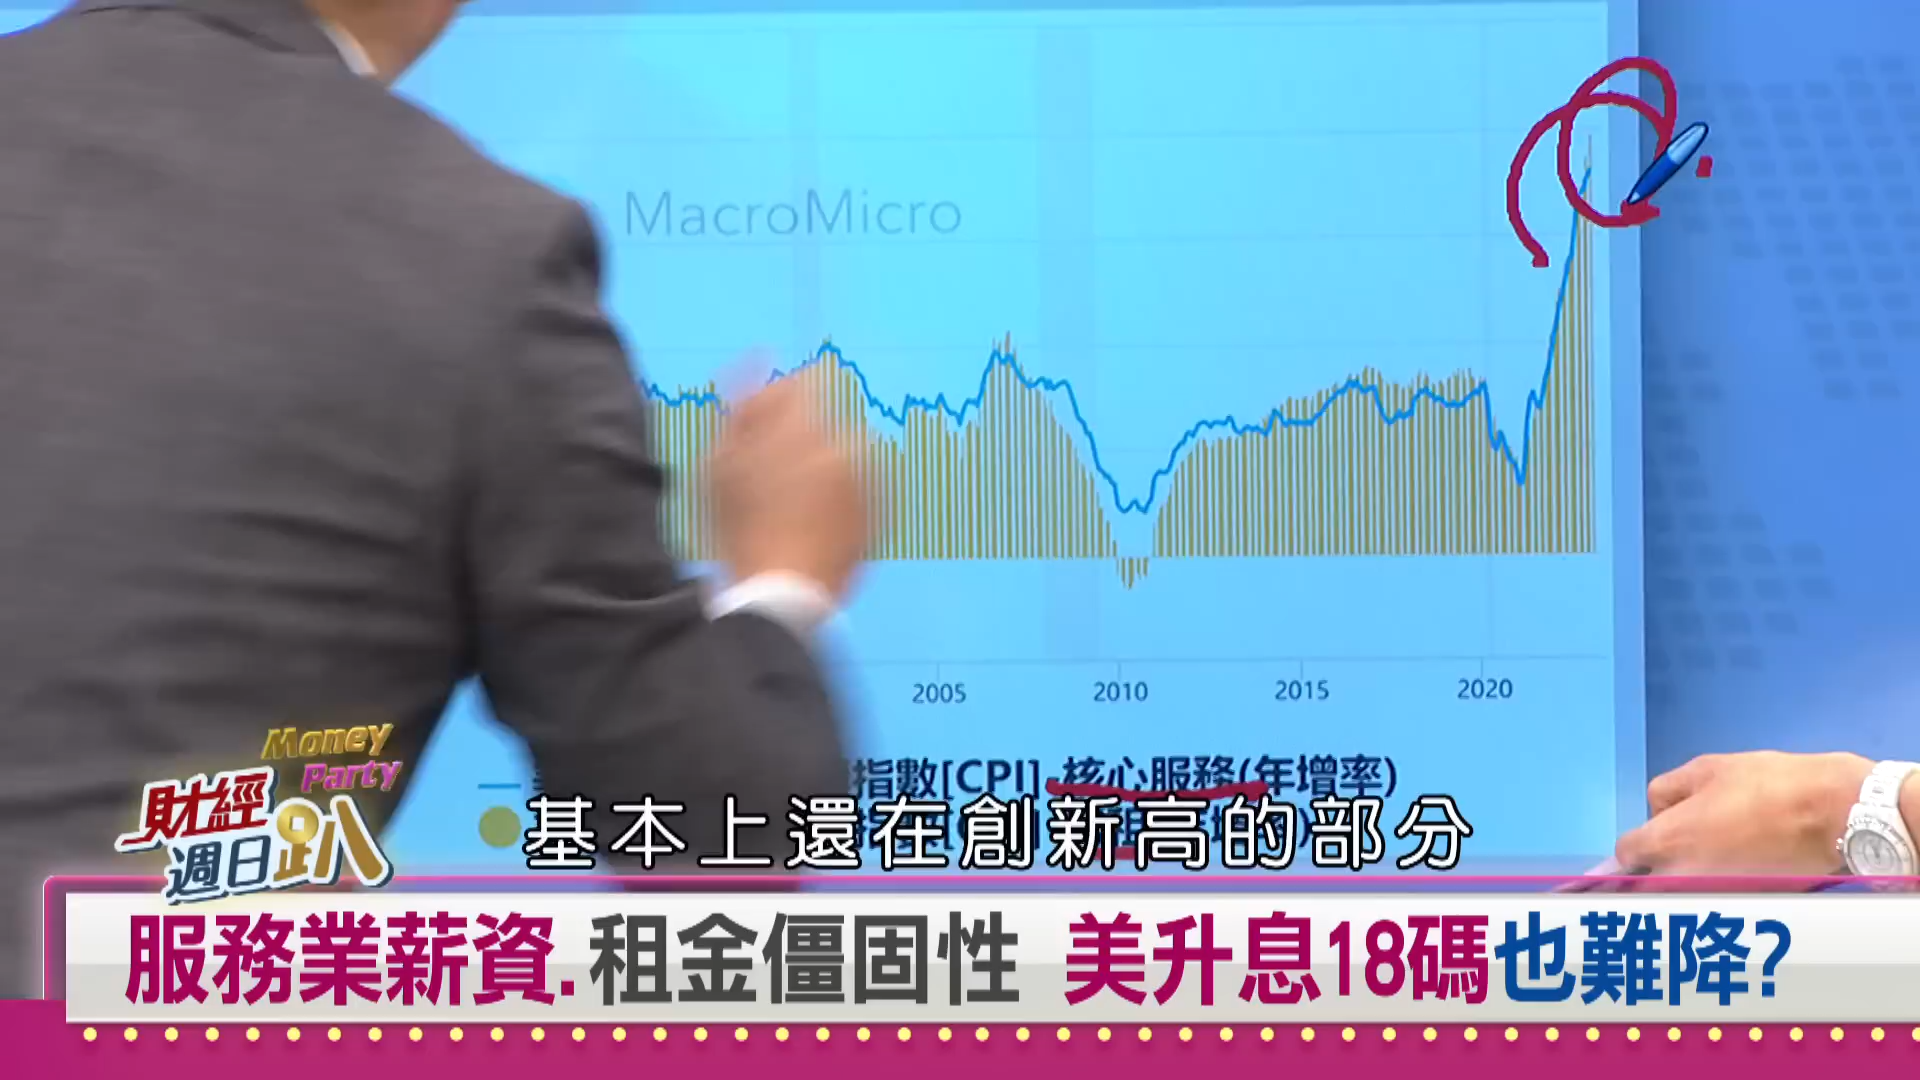 MacroMicro
2005 2010 2015 2020
指數[CPI]-核心服務(年增率)
基本上還在創新高的部分
Money
Party
財經
週日趴
服務業薪資.租金僵固性 美升息18碼也難降?